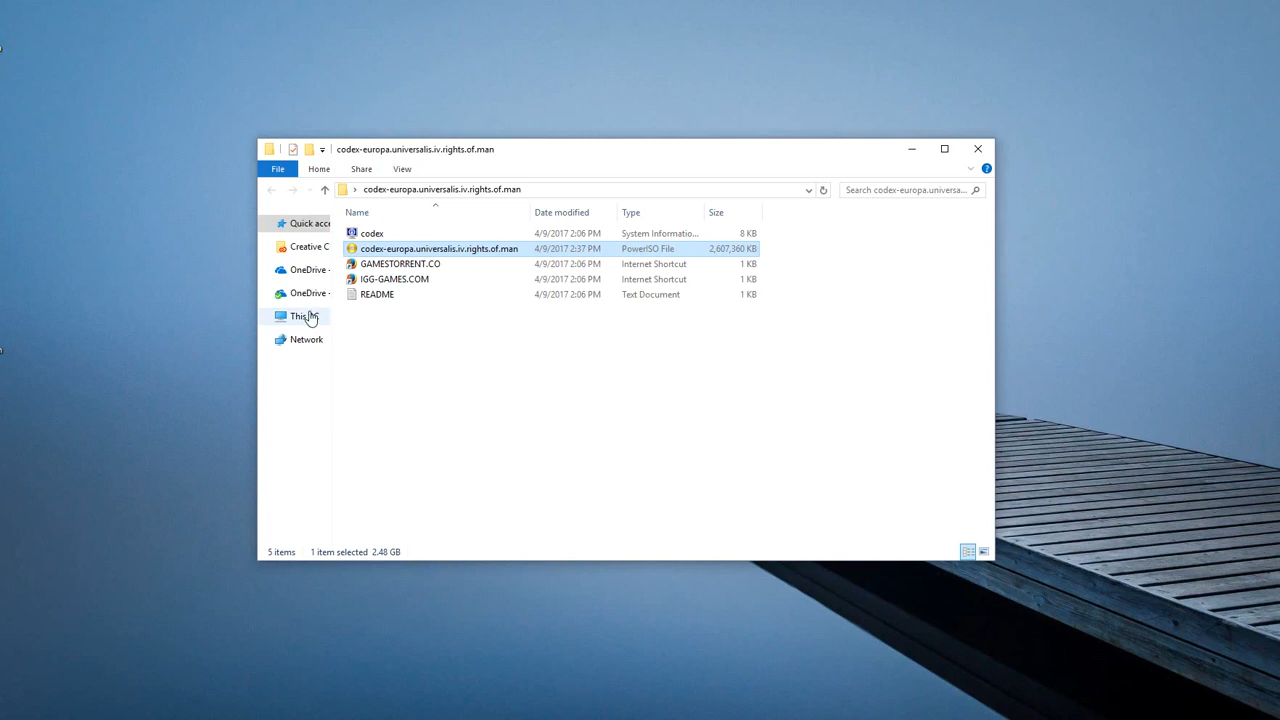 codex-europa.universalis.iv.rights.of.man
File Home Share View
codex-europa.universalis.iv.rights.of.man Search codex-europa.universa...
Name Date modified Type Size
Quick acce
Creative C
OneDrive -
OneDrive -
This
Network
codex 4/9/2017 2:06 PM System Informatio... 8 KB
codex-europa.universalis.iv.rights.of.man 4/9/2017 2:37 PM PowerISO File 2,607,360 KB
GAMESTORRENT.CO 4/9/2017 2:06 PM Internet Shortcut 1 KB
IGG-GAMES.COM 4/9/2017 2:06 PM Internet Shortcut 1 KB
README 4/9/2017 2:06 PM Text Document 1 KB
5 items 1 item selected 2.48 GB